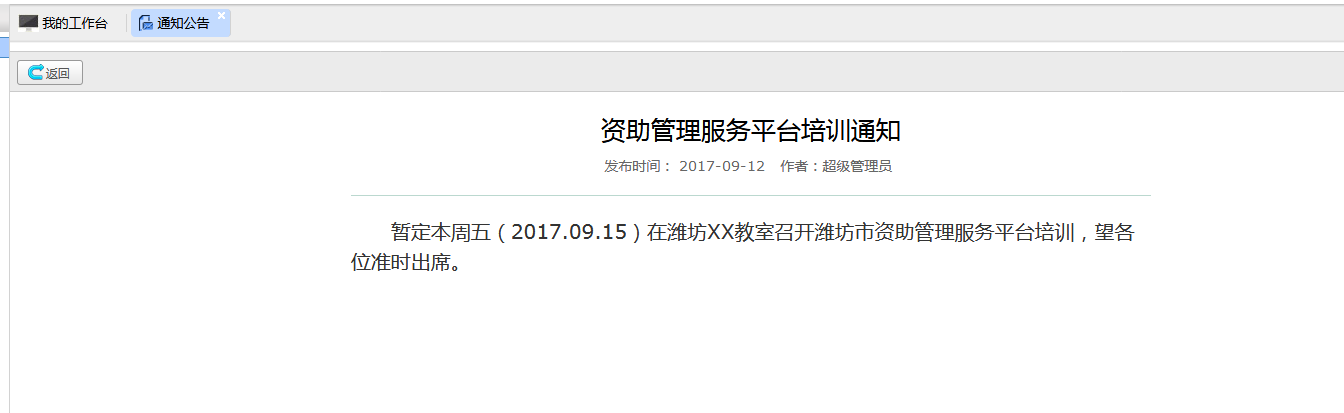 我的工作台 通知公告
返回
资助管理服务平台培训通知
发布时间： 2017-09-12 作者：超级管理员
暂定本周五（2017.09.15）在潍坊XX教室召开潍坊市资助管理服务平台培训，望各
位准时出席。